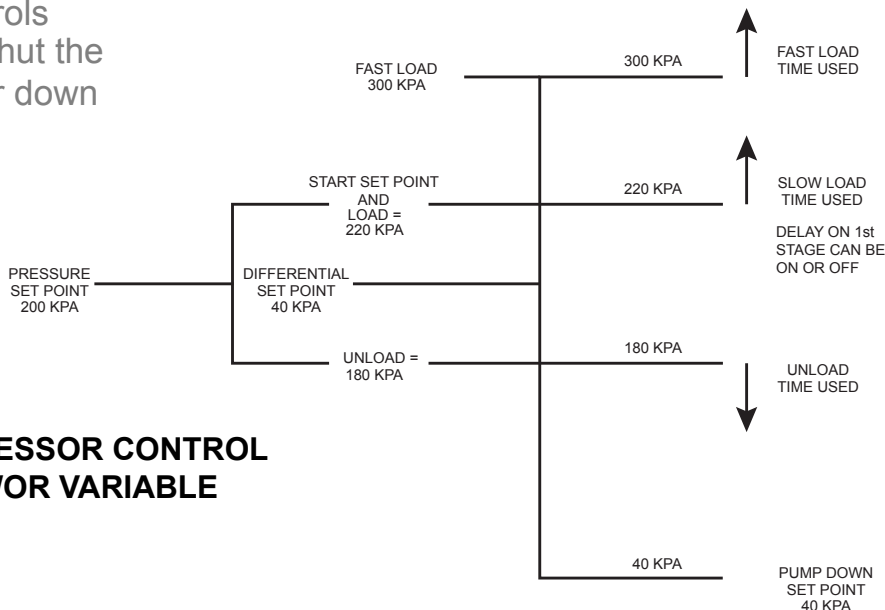 rols
hut the
r down
FAST LOAD
300 KPA
300 KPA
FAST LOAD
TIME USED
START SET POINT
AND
LOAD =
220 KPA
220 KPA
SLOW LOAD
TIME USED
DELAY ON 1st
STAGE CAN BE
ON OR OFF
PRESSURE
SET POINT
200 KPA
DIFFERENTIAL
SET POINT
40 KPA
UNLOAD =
180 KPA
180 KPA
UNLOAD
TIME USED
ESSOR CONTROL
/OR VARIABLE
40 KPA
PUMP DOWN
SET POINT
40 KPA